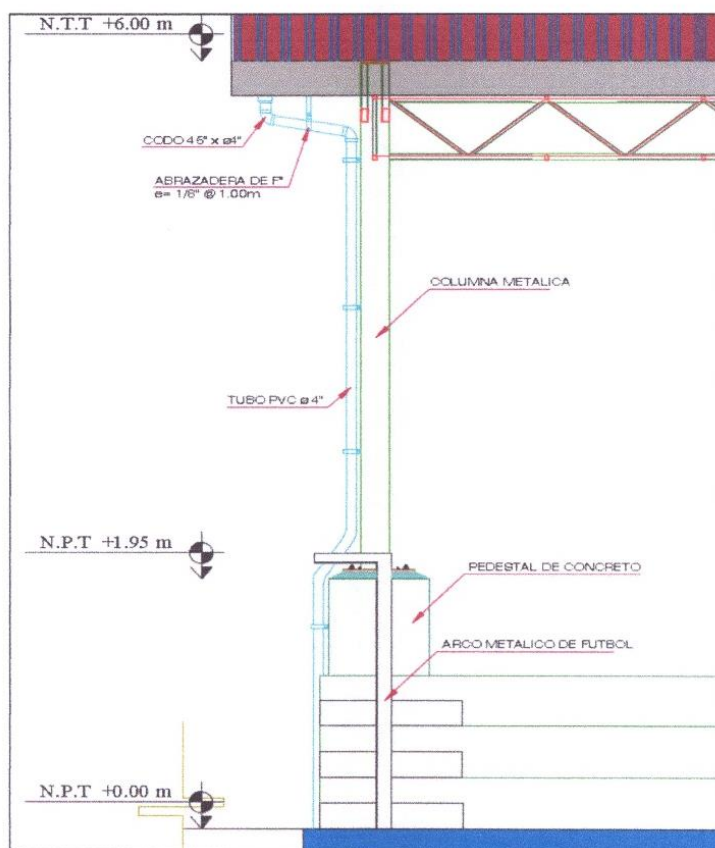 N.T.T +6.00 m
CODO 45° x ø4"
ABRAZADERA DE Fº
e= 1/8" @ 1.00m
COLUMNA METALICA
TUBO PVC ø 4"
N.P.T +1.95 m
PEDESTAL DE CONCRETO
ARCO METALICO DE FUTBOL
N.P.T +0.00 m